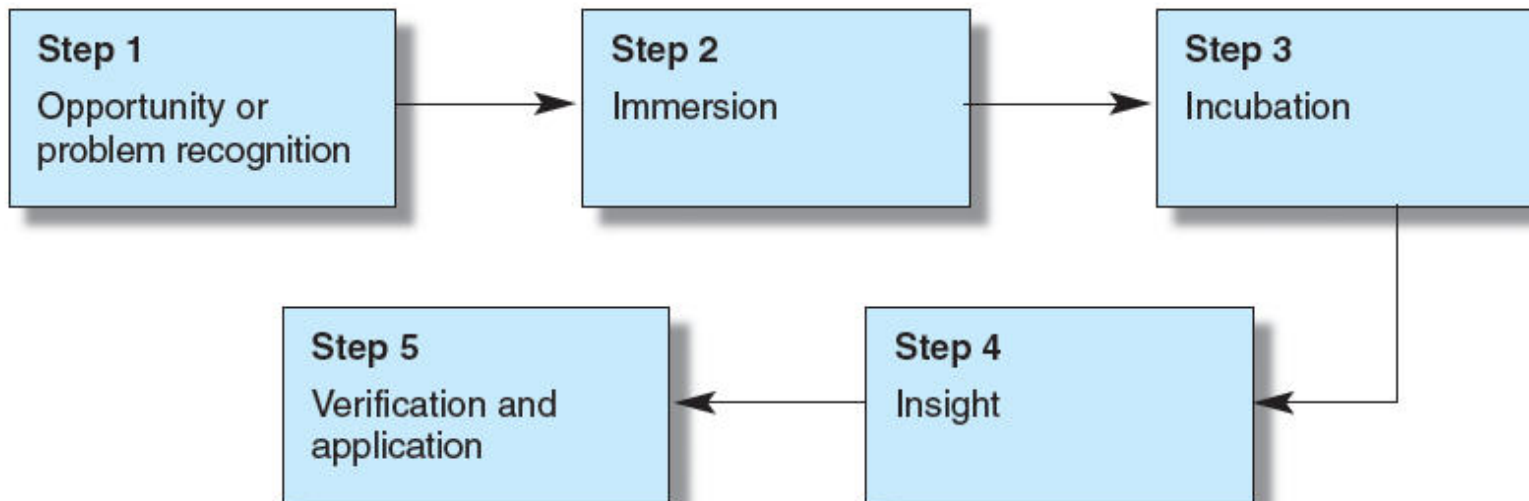 Step 1
Opportunity or
problem recognition
Step 2
Immersion
Step 3
Incubation
Step 4
Insight
Step 5
Verification and
application